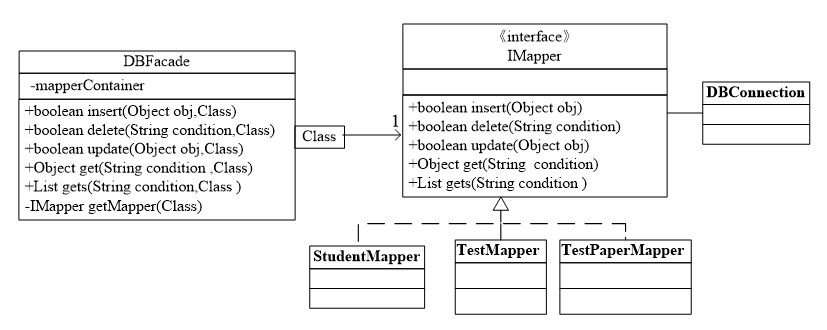 DBFacade
-mapperContainer
+boolean insert(Object obj,Class)
+boolean delete(String condition,Class)
+boolean update(Object obj,Class)
+Object get(String condition ,Class)
+List gets(String condition,Class )
-IMapper getMapper(Class)
Class
1
《interface》
IMapper
+boolean insert(Object obj)
+boolean delete(String condition)
+boolean update(Object obj)
+Object get(String condition)
+List gets(String condition )
DBConnection
StudentMapper
TestMapper
TestPaperMapper